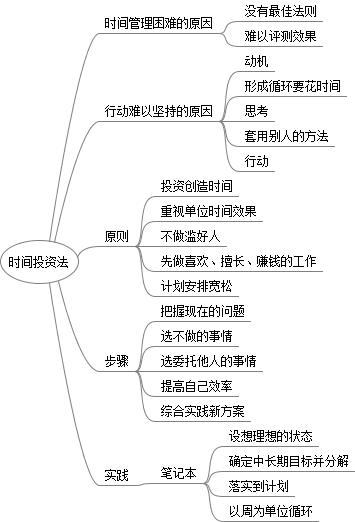 时间投资法
时间管理困难的原因
没有最佳法则
难以评测效果
行动难以坚持的原因
动机
形成循环要花时间
思考
套用别人的方法
行动
原则
投资创造时间
重视单位时间效果
不做滥好人
先做喜欢、擅长、赚钱的工作
计划安排宽松
步骤
把握现在的问题
选不做的事情
选委托他人的事情
提高自己效率
综合实践新方案
实践
笔记本
设想理想的状态
确定中长期目标并分解
落实到计划
以周为单位循环